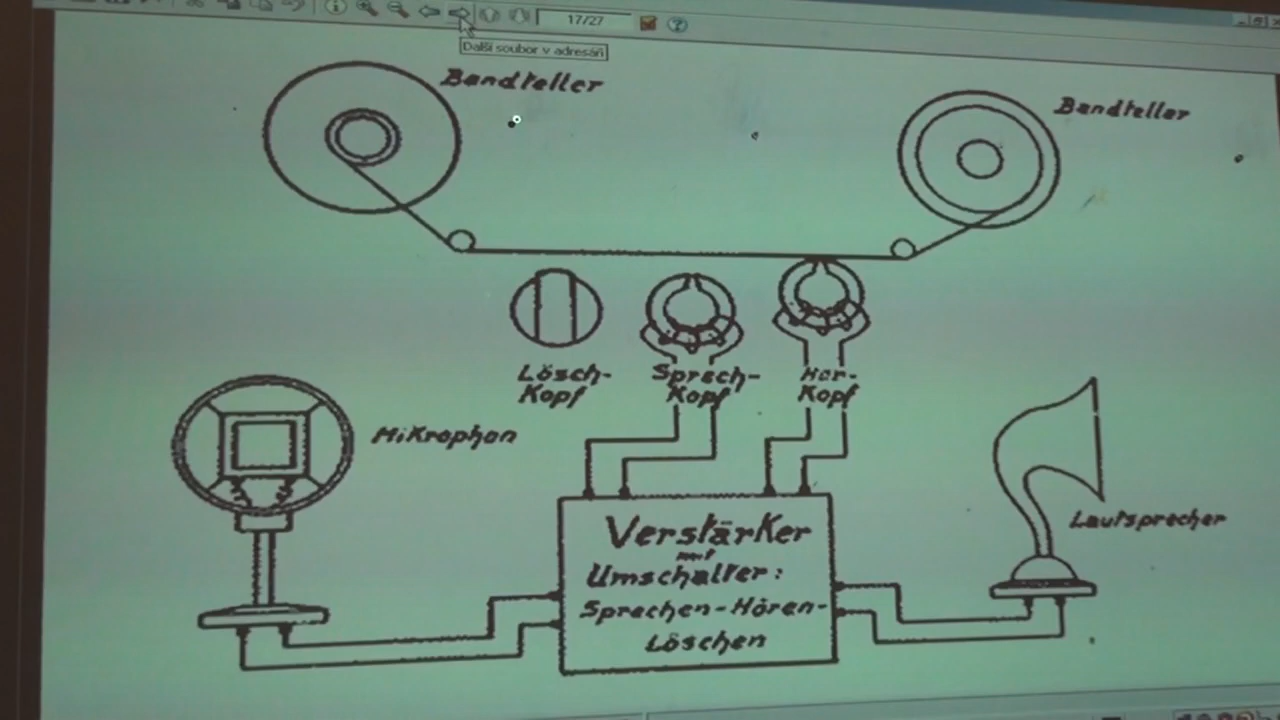 17/27
Další soubor v adresáři
Bandteller
Bandteller
Lösch-
Kopf
Sprech-
Kopf
Hör-
Kopf
Mikrophon
Lautsprecher
Verstärker
mit
Umschalter:
Sprechen-Hören-
Löschen